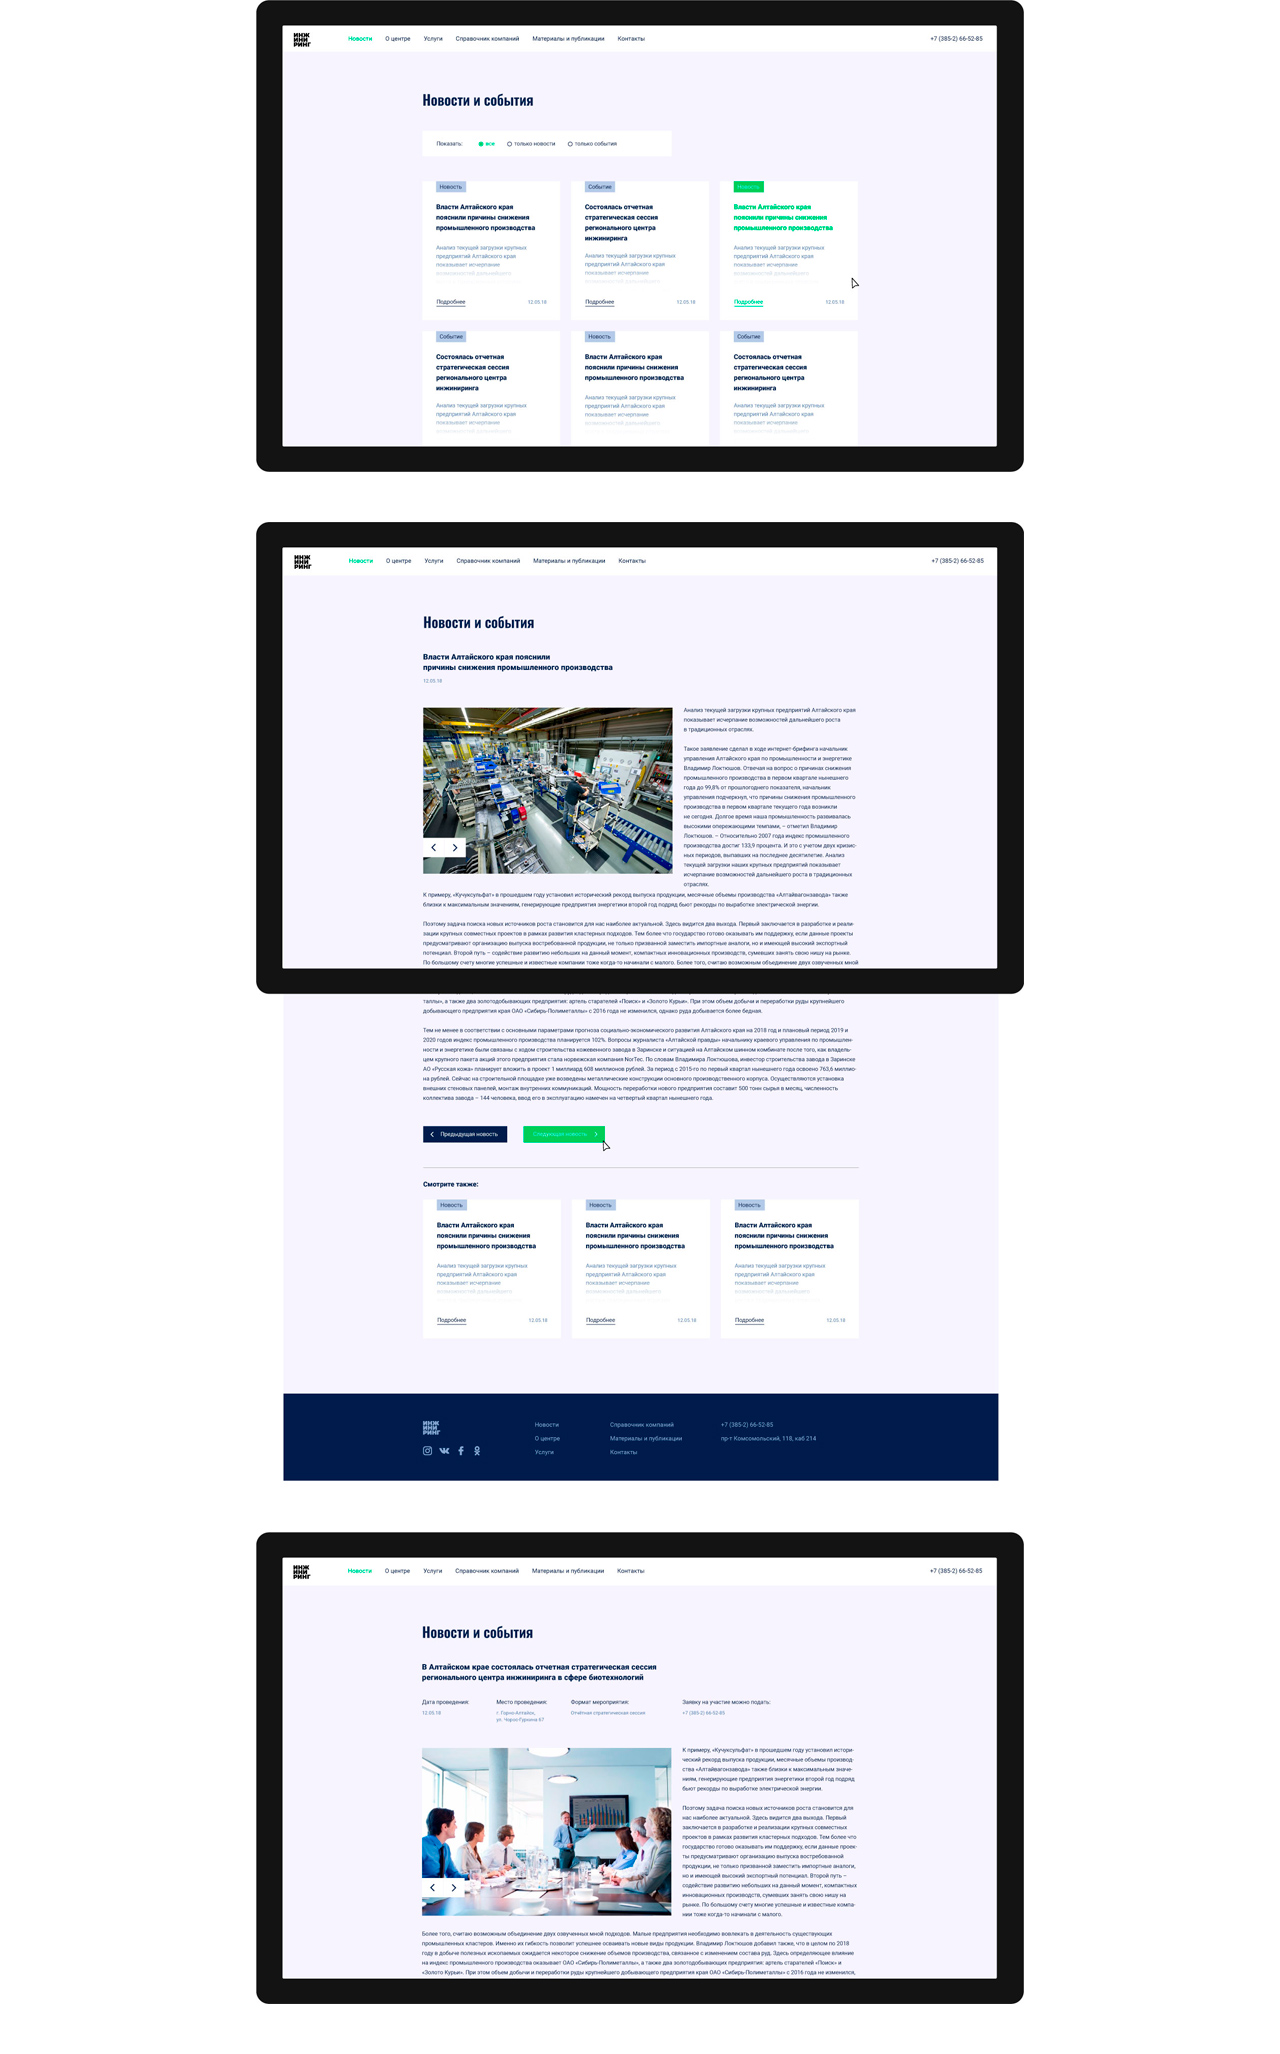 ИНЖ
ИНИ
РИНГ
Новости О центре Услуги Справочник компаний Материалы и публикации Контакты +7 (385-2) 66-52-85
Новости и события
Показать: все только новости только события
Новость
Власти Алтайского края
пояснили причины снижения
промышленного производства
Анализ текущей загрузки крупных
предприятий Алтайского края
показывает исчерпание
возможностей дальнейшего
Подробнее 12.05.18
Событие
Состоялась отчетная
стратегическая сессия
регионального центра
инжиниринга
Анализ текущей загрузки крупных
предприятий Алтайского края
показывает исчерпание
возможностей дальнейшего
Подробнее 12.05.18
Новость
Власти Алтайского края
пояснили причины снижения
промышленного производства
Анализ текущей загрузки крупных
предприятий Алтайского края
показывает исчерпание
возможностей дальнейшего
Подробнее 12.05.18
Событие
Состоялась отчетная
стратегическая сессия
регионального центра
инжиниринга
Анализ текущей загрузки крупных
предприятий Алтайского края
показывает исчерпание
возможностей дальнейшего
Новость
Власти Алтайского края
пояснили причины снижения
промышленного производства
Анализ текущей загрузки крупных
предприятий Алтайского края
показывает исчерпание
возможностей дальнейшего
Событие
Состоялась отчетная
стратегическая сессия
регионального центра
инжиниринга
Анализ текущей загрузки крупных
предприятий Алтайского края
показывает исчерпание
возможностей дальнейшего
ИНЖ
ИНИ
РИНГ
Новости О центре Услуги Справочник компаний Материалы и публикации Контакты +7 (385-2) 66-52-85
Новости и события
Власти Алтайского края пояснили
причины снижения промышленного производства
12.05.18
Анализ текущей загрузки крупных предприятий Алтайского края
показывает исчерпание возможностей дальнейшего роста
в традиционных отраслях.
Такое заявление сделал в ходе интернет-брифинга начальник
управления Алтайского края по промышленности и энергетике
Владимир Локтюшов. Отвечая на вопрос о причинах снижения
промышленного производства в первом квартале нынешнего
года до 99,8% от прошлогоднего показателя, начальник
управления подчеркнул, что причины снижения промышленного
производства в первом квартале текущего года возникли
не сегодня. Долгое время наша промышленность развивалась
высокими опережающими темпами, – отметил Владимир
Локтюшов. – Относительно 2007 года индекс промышленного
производства достиг 133,9 процента. И это с учетом двух кризис-
ных периодов, выпавших на последнее десятилетие. Анализ
текущей загрузки наших крупных предприятий показывает
исчерпание возможностей дальнейшего роста в традиционных
отраслях.
К примеру, «Кучуксульфат» в прошедшем году установил исторический рекорд выпуска продукции, месячные объемы производства «Алтайвагонзавода» также
близки к максимальным значениям, генерирующие предприятия энергетики второй год подряд бьют рекорды по выработке электрической энергии.
Поэтому задача поиска новых источников роста становится для нас наиболее актуальной. Здесь видится два выхода. Первый заключается в разработке и реали-
зации крупных совместных проектов в рамках развития кластерных подходов. Тем более что государство готово оказывать им поддержку, если данные проекты
предусматривают организацию выпуска востребованной продукции, не только призванной заместить импортные аналоги, но и имеющей высокий экспортный
потенциал. Второй путь – содействие развитию небольших на данный момент, компактных инновационных производств, сумевших занять свою нишу на рынке.
По большому счету многие успешные и известные компании тоже когда-то начинали с малого. Более того, считаю возможным объединение двух озвученных мной
таллы», а также два золотодобывающих предприятия: артель старателей «Поиск» и «Золото Курьи». При этом объем добычи и переработки руды крупнейшего
добывающего предприятия края ОАО «Сибирь-Полиметаллы» с 2016 года не изменился, однако руда добывается более бедная.
Тем не менее в соответствии с основными параметрами прогноза социально-экономического развития Алтайского края на 2018 год и плановый период 2019 и
2020 годов индекс промышленного производства планируется 102%. Вопросы журналиста «Алтайской правды» начальнику краевого управления по промышлен-
ности и энергетике были связаны с ходом строительства кожевенного завода в Заринске и ситуацией на Алтайском шинном комбинате после того, как владель-
цем крупного пакета акций этого предприятия стала норвежская компания NorTec. По словам Владимира Локтюшова, инвестор строительства завода в Заринске
АО «Русская кожа» планирует вложить в проект 1 миллиард 608 миллионов рублей. За период с 2015-го по первый квартал нынешнего года освоено 763,6 миллио-
на рублей. Сейчас на строительной площадке уже возведены металлические конструкции основного производственного корпуса. Осуществляются установка
внешних стеновых панелей, монтаж внутренних коммуникаций. Мощность переработки нового предприятия составит 500 тонн сырья в месяц, численность
коллектива завода – 144 человека, ввод его в эксплуатацию намечен на четвертый квартал нынешнего года.
Предыдущая новость Следующая новость
Смотрите также:
Новость
Власти Алтайского края
пояснили причины снижения
промышленного производства
Анализ текущей загрузки крупных
предприятий Алтайского края
показывает исчерпание
возможностей дальнейшего
Подробнее 12.05.18
Новость
Власти Алтайского края
пояснили причины снижения
промышленного производства
Анализ текущей загрузки крупных
предприятий Алтайского края
показывает исчерпание
возможностей дальнейшего
Подробнее 12.05.18
Новость
Власти Алтайского края
пояснили причины снижения
промышленного производства
Анализ текущей загрузки крупных
предприятий Алтайского края
показывает исчерпание
возможностей дальнейшего
Подробнее 12.05.18
ИНЖ
ИНИ
РИНГ
Новости Справочник компаний +7 (385-2) 66-52-85
О центре Материалы и публикации пр-т Комсомольский, 118, каб 214
Услуги Контакты
ИНЖ
ИНИ
РИНГ
Новости О центре Услуги Справочник компаний Материалы и публикации Контакты +7 (385-2) 66-52-85
Новости и события
В Алтайском крае состоялась отчетная стратегическая сессия
регионального центра инжиниринга в сфере биотехнологий
Дата проведения: Место проведения: Формат мероприятия: Заявку на участие можно подать:
12.05.18 г. Горно-Алтайск, Отчётная стратегическая сессия +7 (385-2) 66-52-85
ул. Чорос-Гуркина 67
К примеру, «Кучуксульфат» в прошедшем году установил истори-
ческий рекорд выпуска продукции, месячные объемы производ-
ства «Алтайвагонзавода» также близки к максимальным значе-
ниям, генерирующие предприятия энергетики второй год подряд
бьют рекорды по выработке электрической энергии.
Поэтому задача поиска новых источников роста становится для
нас наиболее актуальной. Здесь видится два выхода. Первый
заключается в разработке и реализации крупных совместных
проектов в рамках развития кластерных подходов. Тем более что
государство готово оказывать им поддержку, если данные проек-
ты предусматривают организацию выпуска востребованной
продукции, не только призванной заместить импортные аналоги,
но и имеющей высокий экспортный потенциал. Второй путь –
содействие развитию небольших на данный момент, компактных
инновационных производств, сумевших занять свою нишу на
рынке. По большому счету многие успешные и известные компа-
нии тоже когда-то начинали с малого.
Более того, считаю возможным объединение двух озвученных мной подходов. Малые предприятия необходимо вовлекать в деятельность существующих
промышленных кластеров. Именно их гибкость позволит успешнее осваивать новые виды продукции. Владимир Локтюшов добавил также, что в целом по 2018
году в добыче полезных ископаемых ожидается некоторое снижение объемов производства, связанное с изменением состава руд. Здесь определяющее влияние
на индекс промышленного производства оказывает ОАО «Сибирь-Полиметаллы», а также два золотодобывающих предприятия: артель старателей «Поиск» и
«Золото Курьи». При этом объем добычи и переработки руды крупнейшего добывающего предприятия края ОАО «Сибирь-Полиметаллы» с 2016 года не изменился,